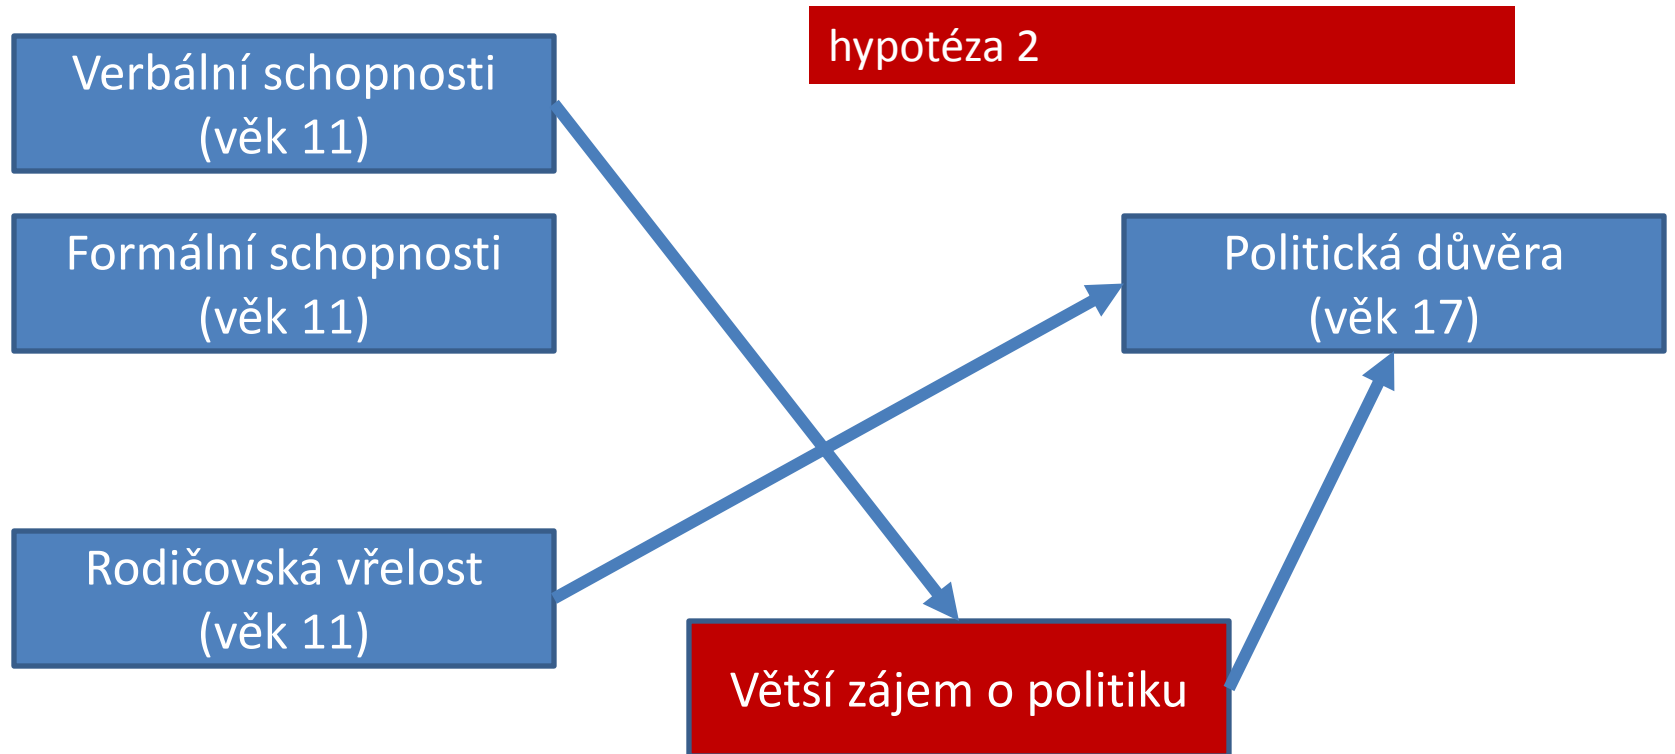 hypotéza 2
Verbální schopnosti
(věk 11)
Formální schopnosti
(věk 11)
Politická důvěra
(věk 17)
Rodičovská vřelost
(věk 11)
Větší zájem o politiku